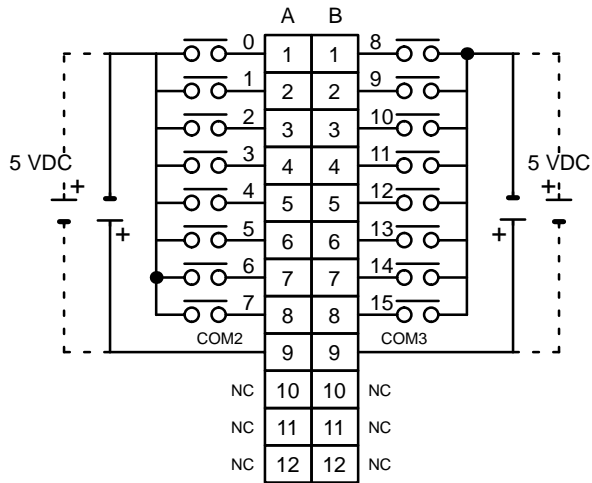 A B
0 1 1 8
1 2 2 9
2 3 3 10
3 4 4 11
5 VDC 5 VDC
+ 4 5 5 12 +
+ 5 6 6 13 +
6 7 7 14
7 8 8 15
COM2 9 9 COM3
NC 10 10 NC
NC 11 11 NC
NC 12 12 NC